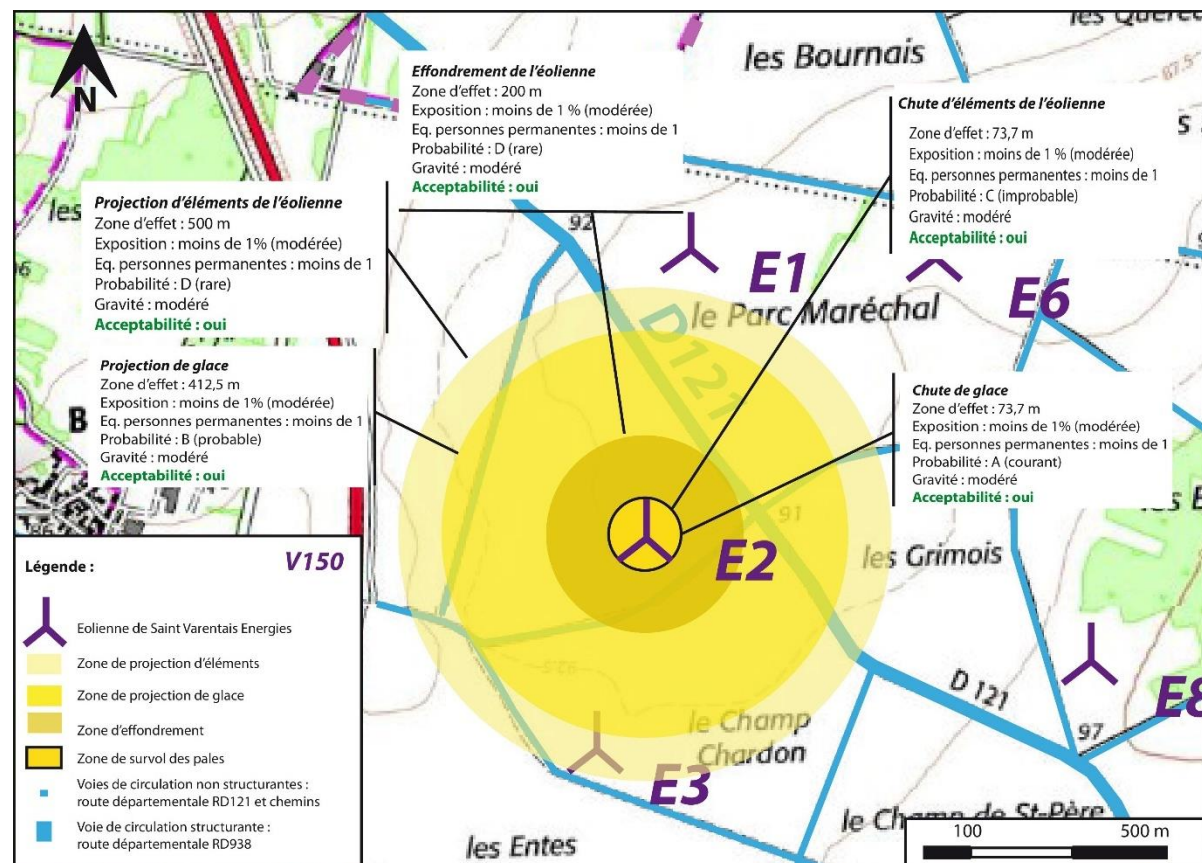 les Bournais
87.5
N
Effondrement de l'éolienne
Zone d'effet : 200 m
Exposition : moins de 1 % (modérée)
Eq. personnes permanentes : moins de 1
Probabilité : D (rare)
Gravité : modéré
Acceptabilité : oui
Chute d'éléments de l'éolienne
Zone d'effet : 73,7 m
Exposition : moins de 1 % (modérée)
Eq. personnes permanentes : moins de 1
Probabilité : C (improbable)
Gravité : modéré
Acceptabilité : oui
les
Projection d'éléments de l'éolienne
Zone d'effet : 500 m
Exposition : moins de 1% (modérée)
Eq. personnes permanentes : moins de 1
Probabilité : D (rare)
Gravité : modéré
Acceptabilité : oui
92
E1
le Parc Maréchal
E6
D121
Projection de glace
Zone d'effet : 412,5 m
Exposition : moins de 1% (modérée)
Eq. personnes permanentes : moins de 1
Probabilité : B (probable)
Gravité : modéré
Acceptabilité : oui
B
Chute de glace
Zone d'effet : 73,7 m
Exposition : moins de 1% (modérée)
Eq. personnes permanentes : moins de 1
Probabilité : A (courant)
Gravité : modéré
Acceptabilité : oui
91
E2
les Grimois
les B
86
D 121
E8
97
le Champ
Chardon
E3
le Champ de St-Père
les Entes
Légende :
V150
Eolienne de Saint Varentais Energies
Zone de projection d'éléments
Zone de projection de glace
Zone d'effondrement
Zone de survol des pales
Voies de circulation non structurantes :
route départementale RD121 et chemins
Voie de circulation structurante :
route départementale RD938
100
500 m